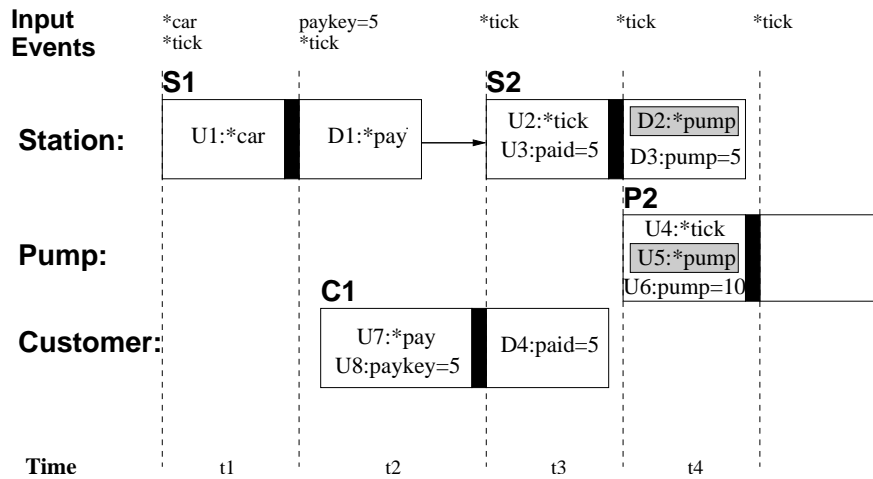 Input Events
*car
*tick
paykey=5
*tick
*tick
*tick
*tick
S1
S2
Station:
U1:*car
D1:*pay
U2:*tick
U3:paid=5
D2:*pump
D3:pump=5
P2
Pump:
U4:*tick
U5:*pump
U6:pump=10
C1
Customer:
U7:*pay
U8:paykey=5
D4:paid=5
Time
t1
t2
t3
t4